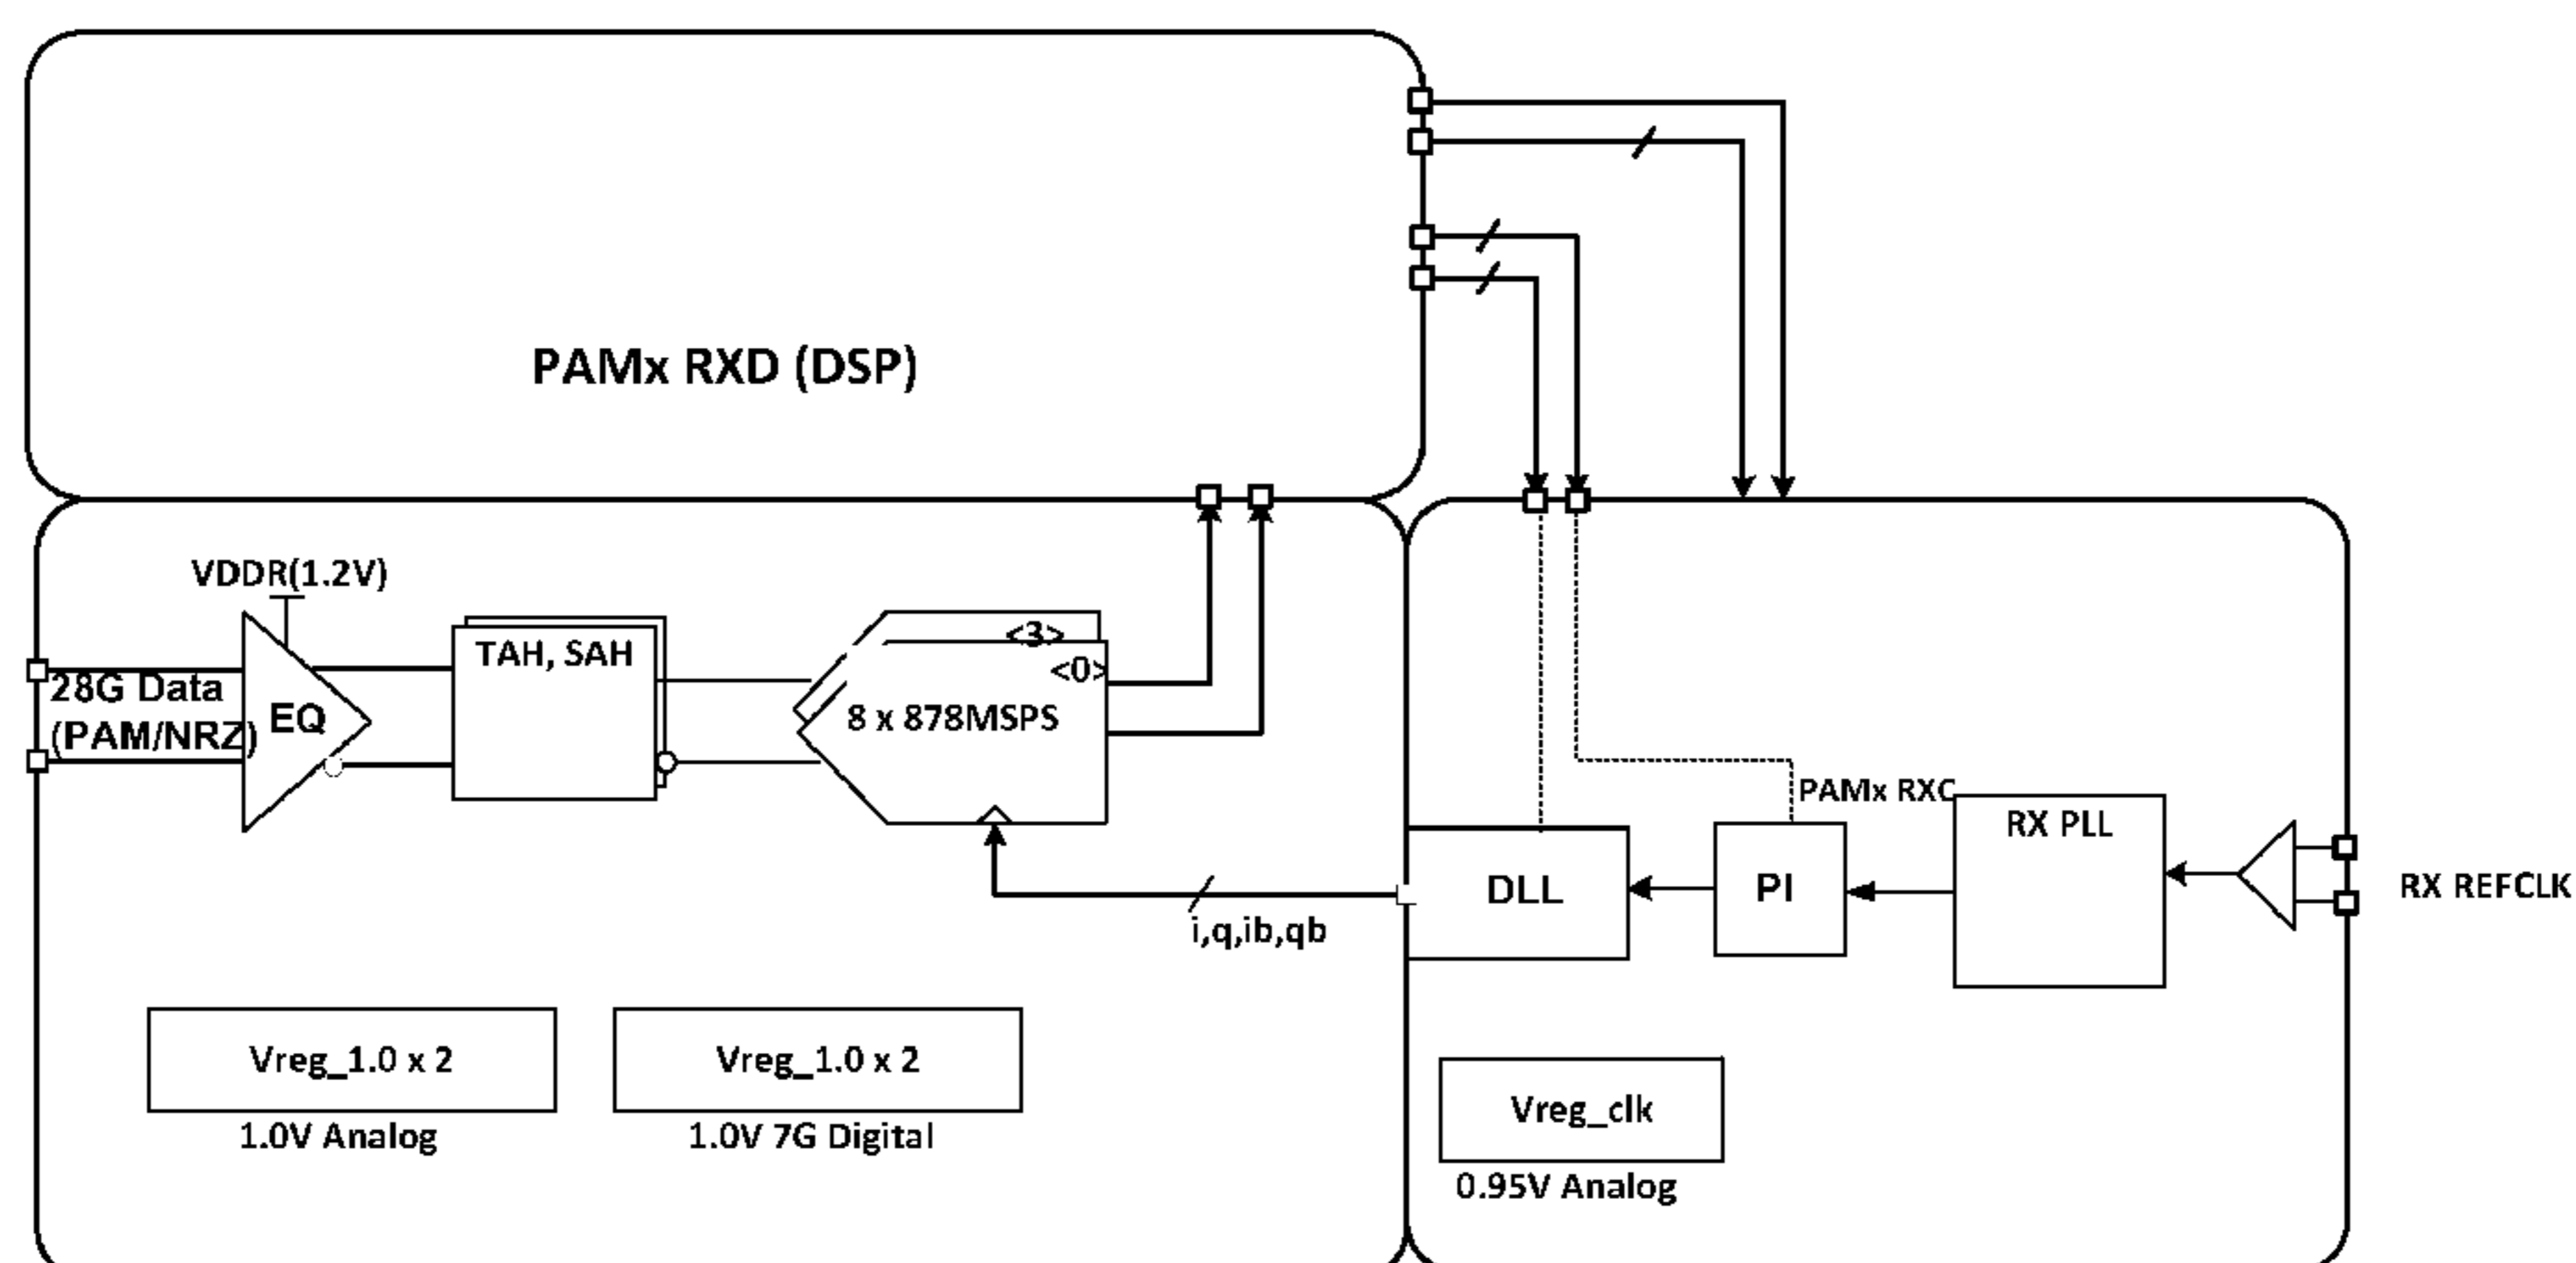 PAMx RXD (DSP)
VDDR(1.2V)
28G Data
(PAM/NRZ)
EQ
TAH, SAH
<3>
<0>
8 x 878MSPS
i,q,ib,qb
PAMx RXC
RX PLL
DLL
PI
RX REFCLK
Vreg_1.0 x 2
1.0V Analog
Vreg_1.0 x 2
1.0V 7G Digital
Vreg_clk
0.95V Analog